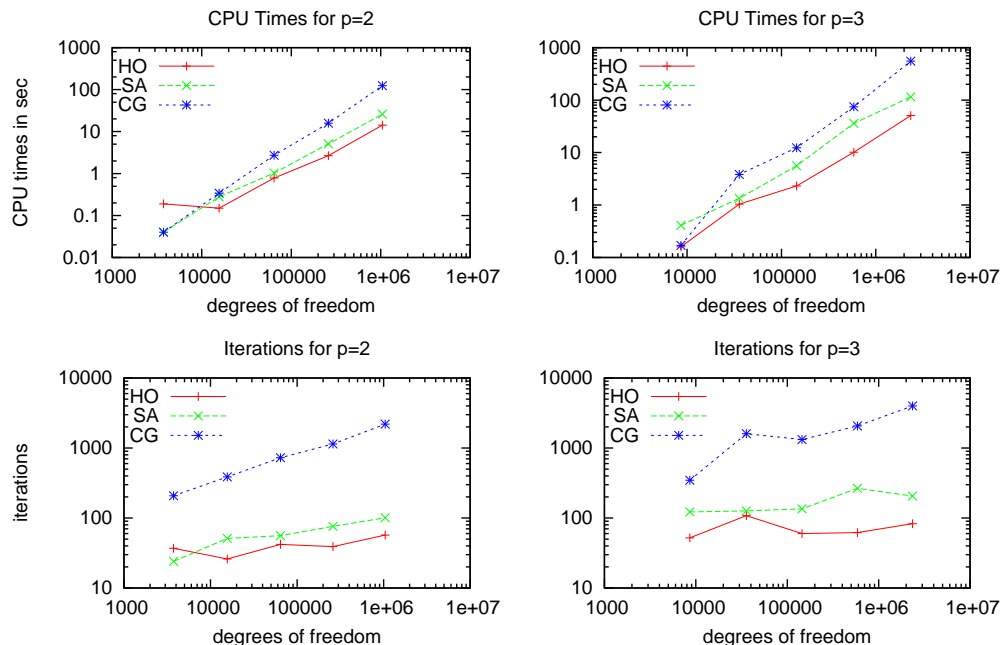 CPU Times for p=2
1000
100
10
1
0.1
0.01
CPU times in sec
HO
SA
CG
1000
10000
100000
1e+06
1e+07
degrees of freedom
CPU Times for p=3
1000
100
10
1
0.1
HO
SA
CG
1000
10000
100000
1e+06
1e+07
degrees of freedom
Iterations for p=2
10000
1000
100
10
iterations
HO
SA
CG
1000
10000
100000
1e+06
1e+07
degrees of freedom
Iterations for p=3
10000
1000
100
10
HO
SA
CG
1000
10000
100000
1e+06
1e+07
degrees of freedom